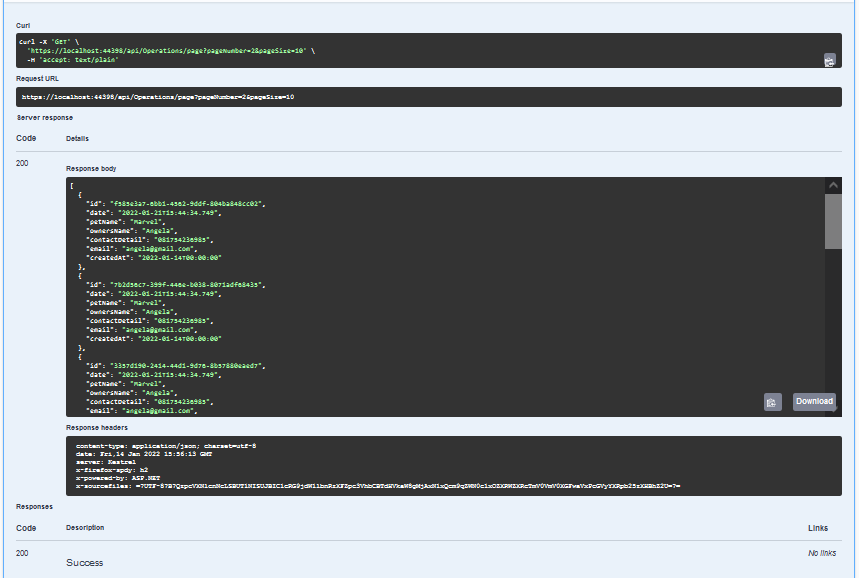 Curl
curl -X 'GET' \
'https://localhost:44398/api/Operations/page?pageNumber=2&pageSize=10' \
-H 'accept: text/plain'
Request URL
https://localhost:44398/api/Operations/page?pageNumber=2&pageSize=10
Server response
Code Details
200
Response body
[
{
"id": "f585e3a7-6bb1-4562-9ddf-804ba848cc02",
"date": "2022-01-21T15:44:34.749",
"petName": "Marvel",
"ownersName": "Angela",
"contactDetail": "081754236985",
"email": "angela@gmail.com",
"createdAt": "2022-01-14T00:00:00"
},
{
"id": "7b2d56c7-399f-446e-b038-8071adf68435",
"date": "2022-01-21T15:44:34.749",
"petName": "Marvel",
"ownersName": "Angela",
"contactDetail": "081754236985",
"email": "angela@gmail.com",
"createdAt": "2022-01-14T00:00:00"
},
{
"id": "3357d190-2414-44d1-9d76-8b57880eaed7",
"date": "2022-01-21T15:44:34.749",
"petName": "Marvel",
"ownersName": "Angela",
"contactDetail": "081754236985",
"email": "angela@gmail.com",
Download
Response headers
content-type: application/json; charset=utf-8
date: Fri,14 Jan 2022 15:56:13 GMT
server: Kestrel
x-firefox-spdy: h2
x-powered-by: ASP.NET
x-sourcefiles:
Responses
Code Description Links
200 No links
Success